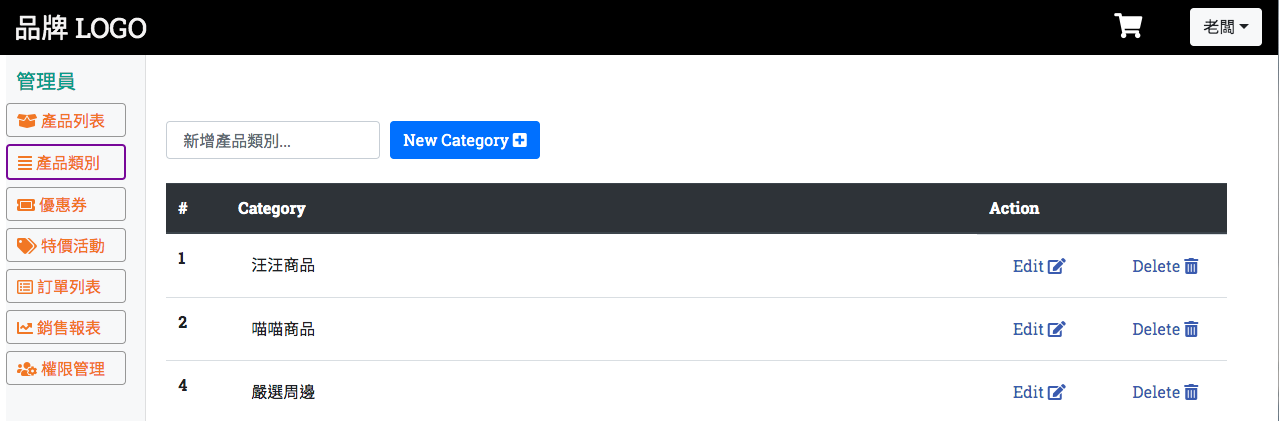 品牌 LOGO
老闆
管理員
產品列表
產品類別
優惠券
特價活動
訂單列表
銷售報表
權限管理
新增產品類別...
New Category
# Category Action
1 汪汪商品 Edit Delete
2 喵喵商品 Edit Delete
4 嚴選周邊 Edit Delete